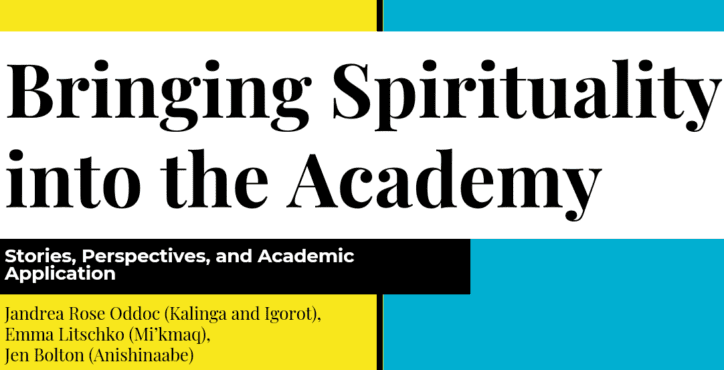 Bringing Spirituality
into the Academy
Stories, Perspectives, and Academic
Application
Jandrea Rose Oddoc (Kalinga and Igorot),
Emma Litschko (Mi’kmaq),
Jen Bolton (Anishinaabe)